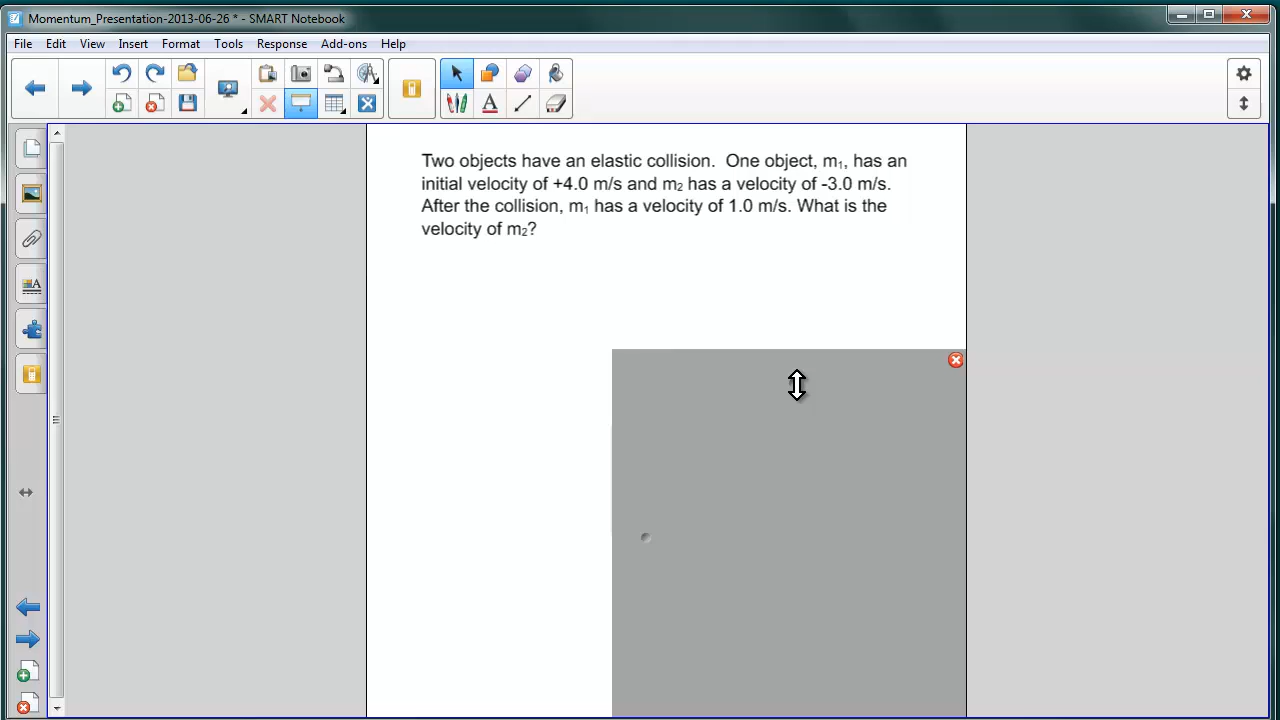 Momentum_Presentation-2013-06-26 * - SMART Notebook
File Edit View Insert Format Tools Response Add-ons Help
Two objects have an elastic collision.  One object, m₁, has an
initial velocity of +4.0 m/s and m₂ has a velocity of -3.0 m/s.
After the collision, m₁ has a velocity of 1.0 m/s. What is the
velocity of m₂?